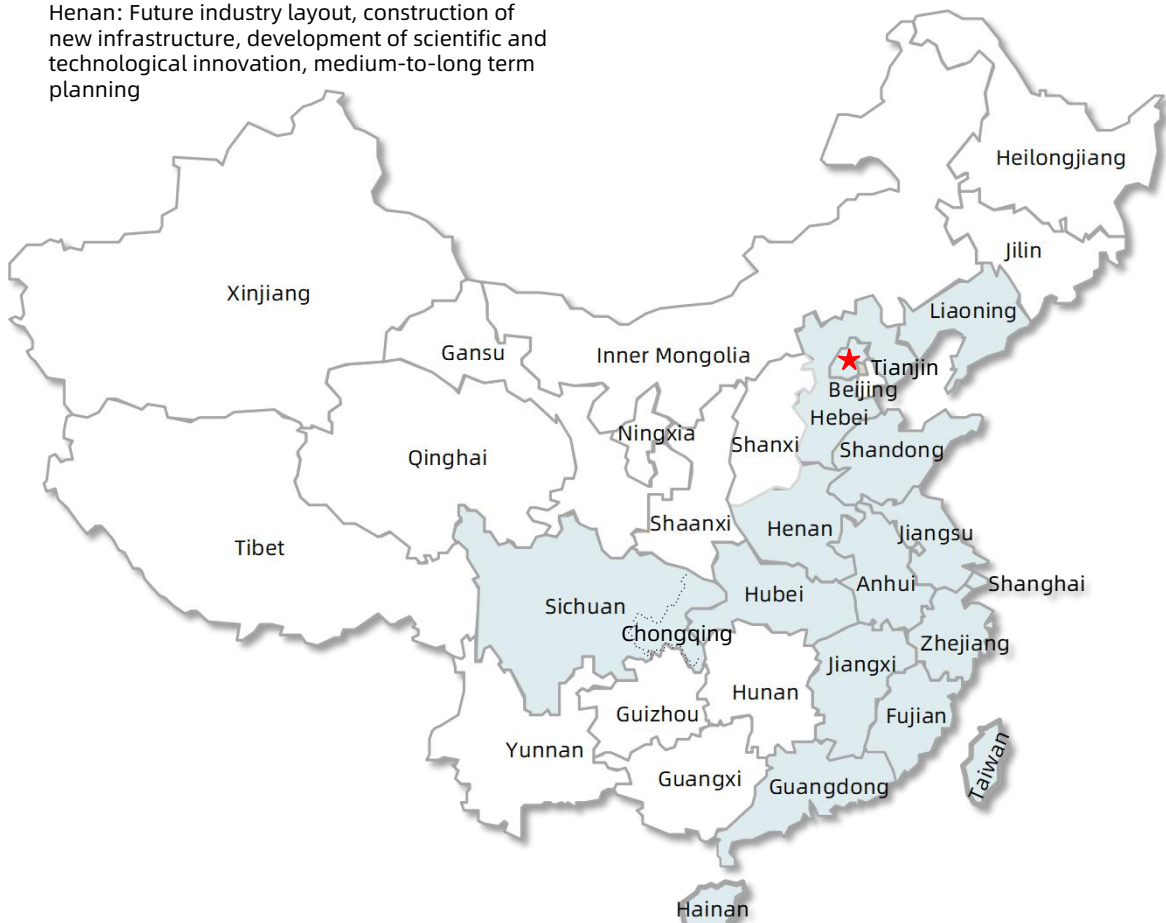 Henan: Future industry layout, construction of
new infrastructure, development of scientific and
technological innovation, medium-to-long term
planning
Heilongjiang
Jilin
Xinjiang
Liaoning
Gansu
Inner Mongolia
Tianjin
Beijing
Hebei
Ningxia
Shanxi
Shandong
Qinghai
Shaanxi
Henan
Jiangsu
Tibet
Anhui
Shanghai
Hubei
Sichuan
Chongqing
Zhejiang
Jiangxi
Hunan
Guizhou
Fujian
Yunnan
Taiwan
Guangxi
Guangdong
Hainan